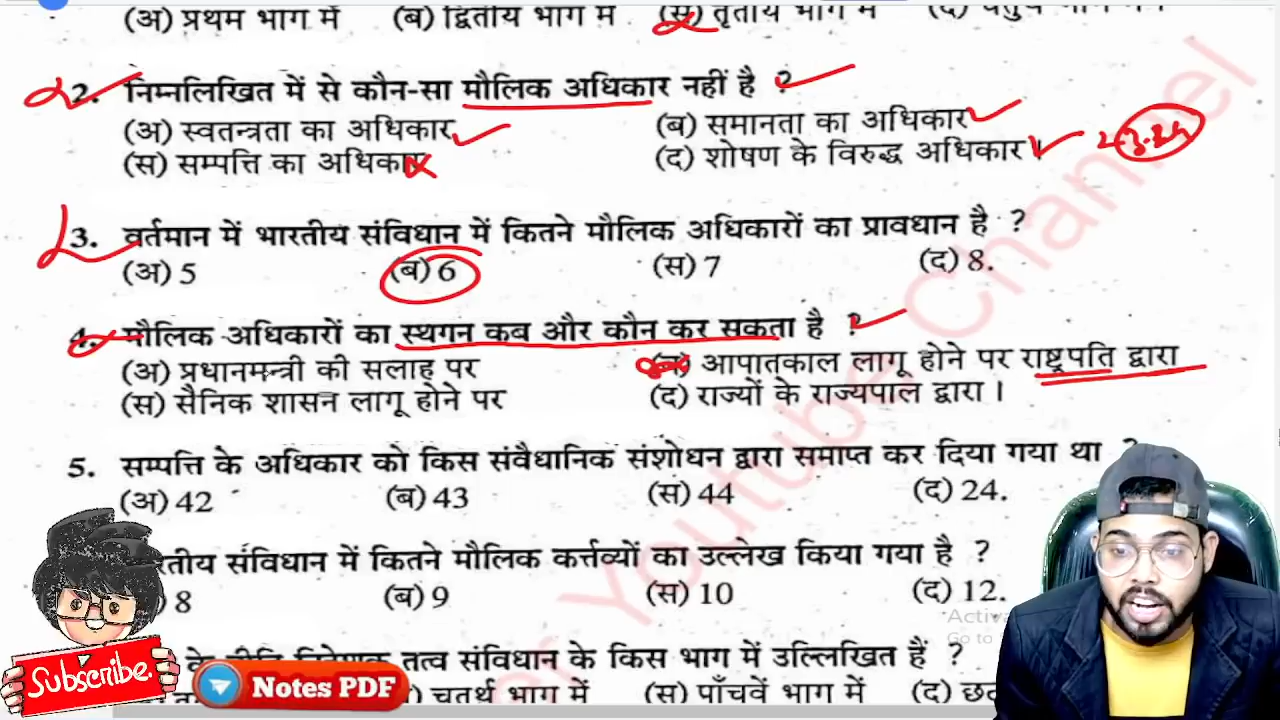 (अ) प्रथम भाग में (ब) द्वितीय भाग में (स) तृतीय भाग में
2. निम्नलिखित में से कौन-सा मौलिक अधिकार नहीं है ?
(अ) स्वतन्त्रता का अधिकार (ब) समानता का अधिकार
(स) सम्पत्ति का अधिकार (द) शोषण के विरुद्ध अधिकार ।
3. वर्तमान में भारतीय संविधान में कितने मौलिक अधिकारों का प्रावधान है ?
(अ) 5 (ब) 6 (स) 7 (द) 8.
4. मौलिक अधिकारों का स्थगन कब और कौन कर सकता है ?
(अ) प्रधानमन्त्री की सलाह पर (ब) आपातकाल लागू होने पर राष्ट्रपति द्वारा
(स) सैनिक शासन लागू होने पर (द) राज्यों के राज्यपाल द्वारा ।
5. सम्पत्ति के अधिकार को किस संवैधानिक संशोधन द्वारा समाप्त कर दिया गया था ?
(अ) 42 (ब) 43 (स) 44 (द) 24.
तीय संविधान में कितने मौलिक कर्त्तव्यों का उल्लेख किया गया है ?
) 8 (ब) 9 (स) 10 (द) 12.
के नीति निदेशक तत्व संविधान के किस भाग में उल्लिखित हैं ?
) चतुर्थ भाग में (स) पाँचवें भाग में (द)
Youtube Channel
Subscribe
Notes PDF